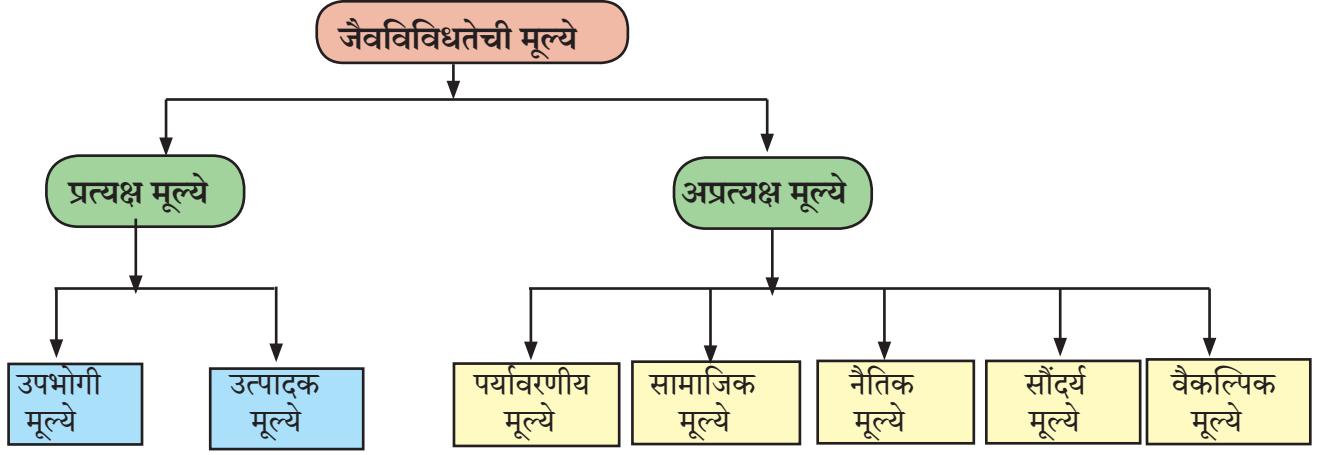 जैवविविधतेची मूल्ये
प्रत्यक्ष मूल्ये
अप्रत्यक्ष मूल्ये
उपभोगी
मूल्ये
उत्पादक
मूल्ये
पर्यावरणीय
मूल्ये
सामाजिक
मूल्ये
नैतिक
मूल्ये
सौंदर्य
मूल्ये
वैकल्पिक
मूल्ये